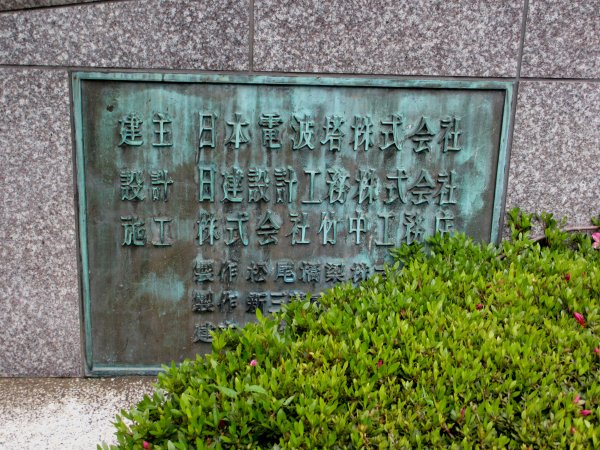 建主 日本電波塔株式会社
設計 日建設計工務株式会社
施工 株式会社竹中工務店
製作 松尾橋梁株
製作 新三菱
建